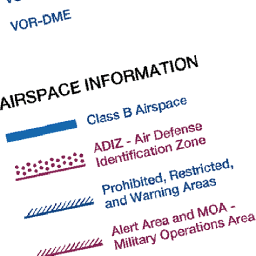 VOR-DME
AIRSPACE INFORMATION
Class B Airspace
ADIZ - Air Defense
Identification Zone
Prohibited, Restricted,
and Warning Areas
Alert Area and MOA -
Military Operations Area